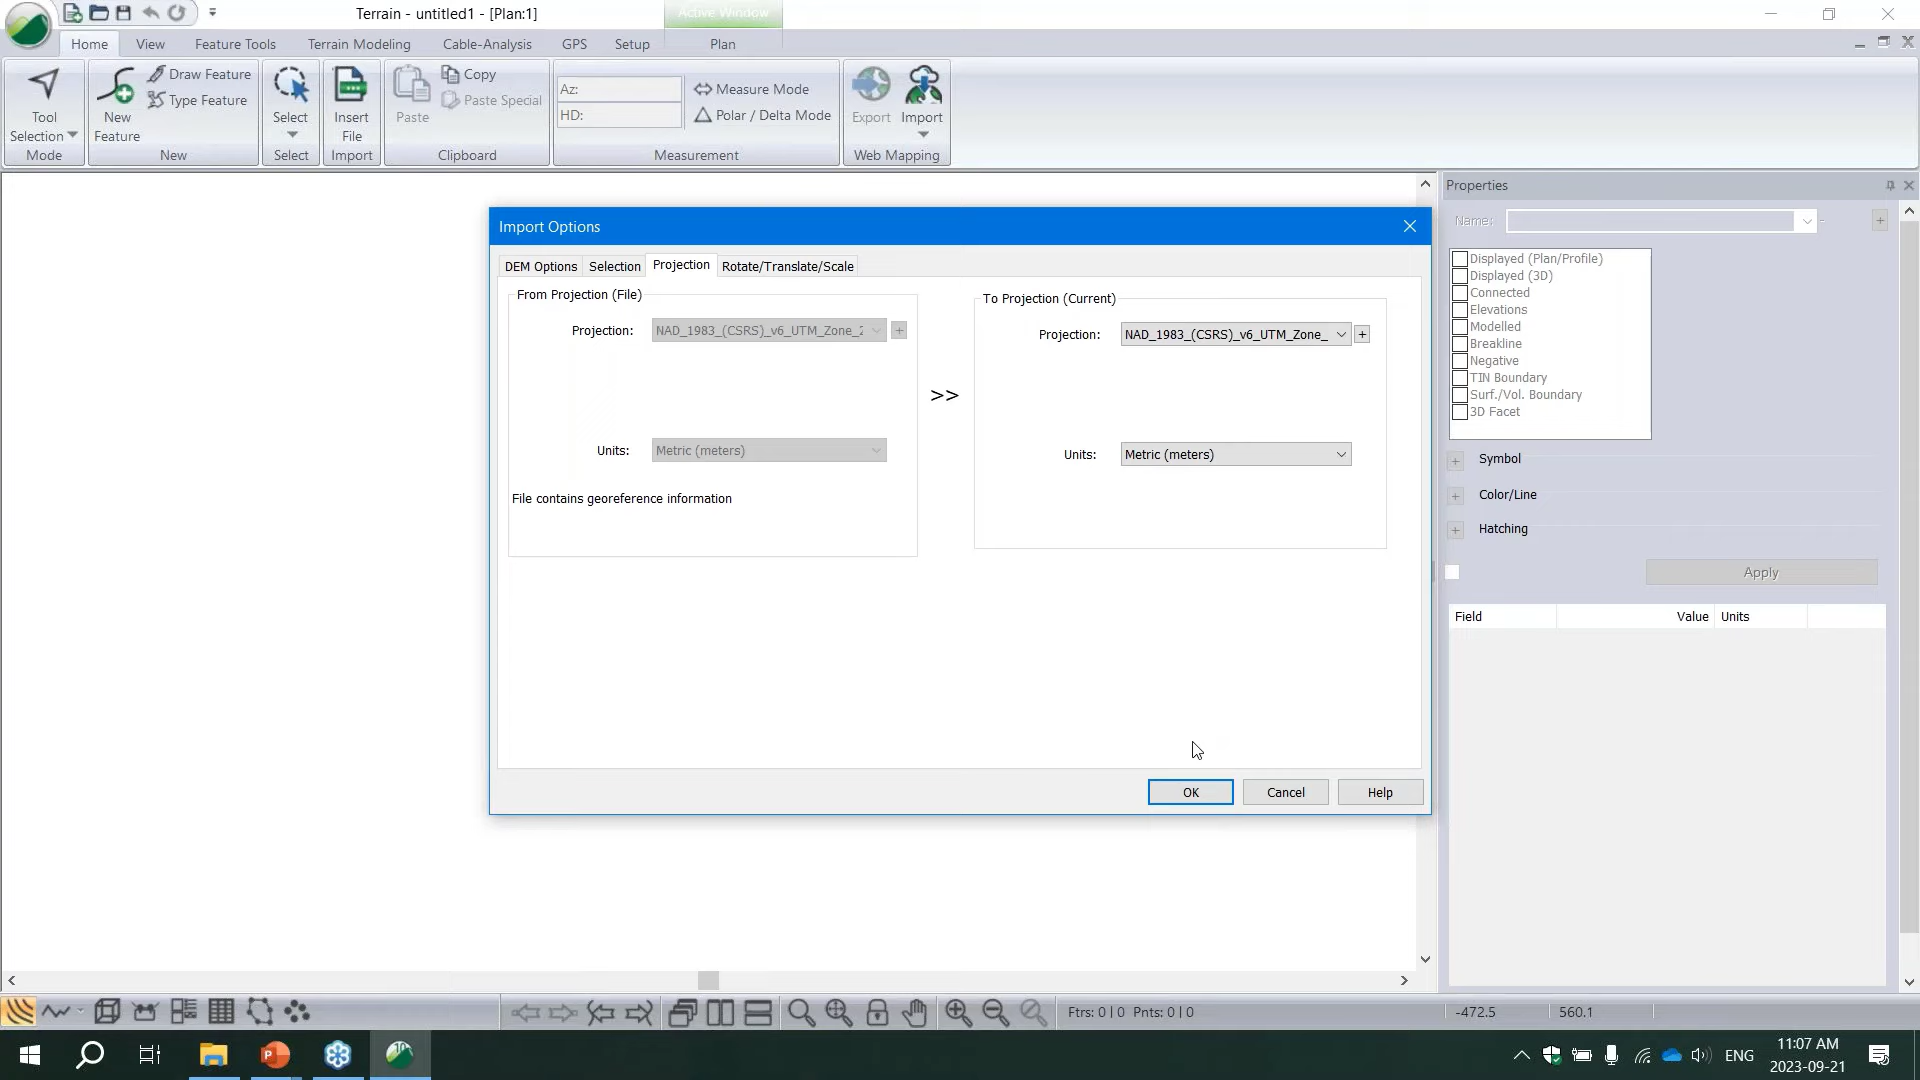 Terrain - untitled1 - [Plan:1]
Active Window
Home View Feature Tools Terrain Modeling Cable-Analysis GPS Setup Plan
Tool Selection
Mode
New Feature
Draw Feature
Type Feature
New
Select
Select
Insert File
Import
Paste
Copy
Paste Special
Clipboard
Az:
HD:
Measure Mode
Polar / Delta Mode
Measurement
Export
Import
Web Mapping
Import Options
DEM Options Selection Projection Rotate/Translate/Scale
From Projection (File)
Projection: NAD_1983_(CSRS)_v6_UTM_Zone_2 +
Units: Metric (meters)
File contains georeference information
>>
To Projection (Current)
Projection: NAD_1983_(CSRS)_v6_UTM_Zone_ +
Units: Metric (meters)
OK Cancel Help
Properties
Name: - +
Displayed (Plan/Profile)
Displayed (3D)
Connected
Elevations
Modelled
Breakline
Negative
TIN Boundary
Surf./Vol. Boundary
3D Facet
+ Symbol
+ Color/Line
+ Hatching
Apply
Field Value Units
Ftrs: 0 | 0 Pnts: 0 | 0
-472.5 560.1
10
ENG
11:07 AM
2023-09-21